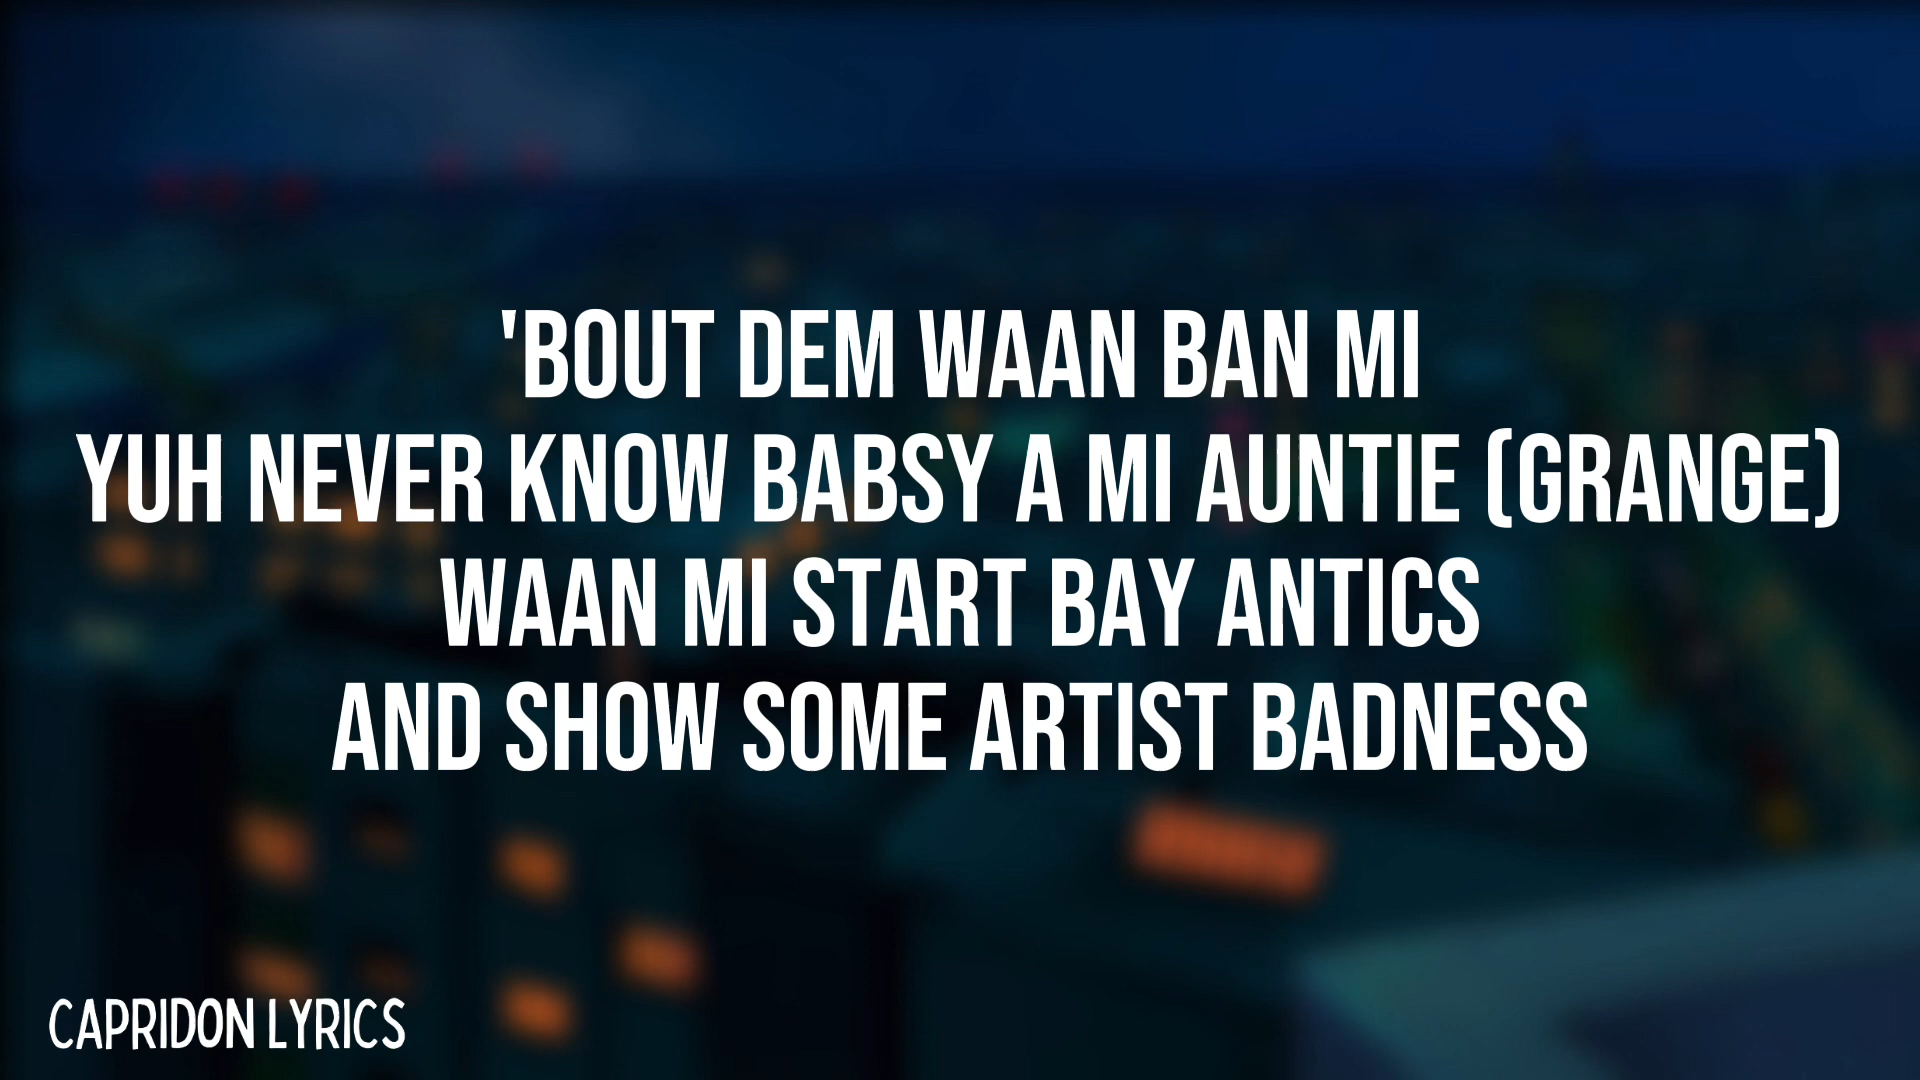 'BOUT DEM WAAN BAN MI
YUH NEVER KNOW BABSY A MI AUNTIE (GRANGE)
WAAN MI START BAY ANTICS
AND SHOW SOME ARTIST BADNESS
CAPRIDON LYRICS